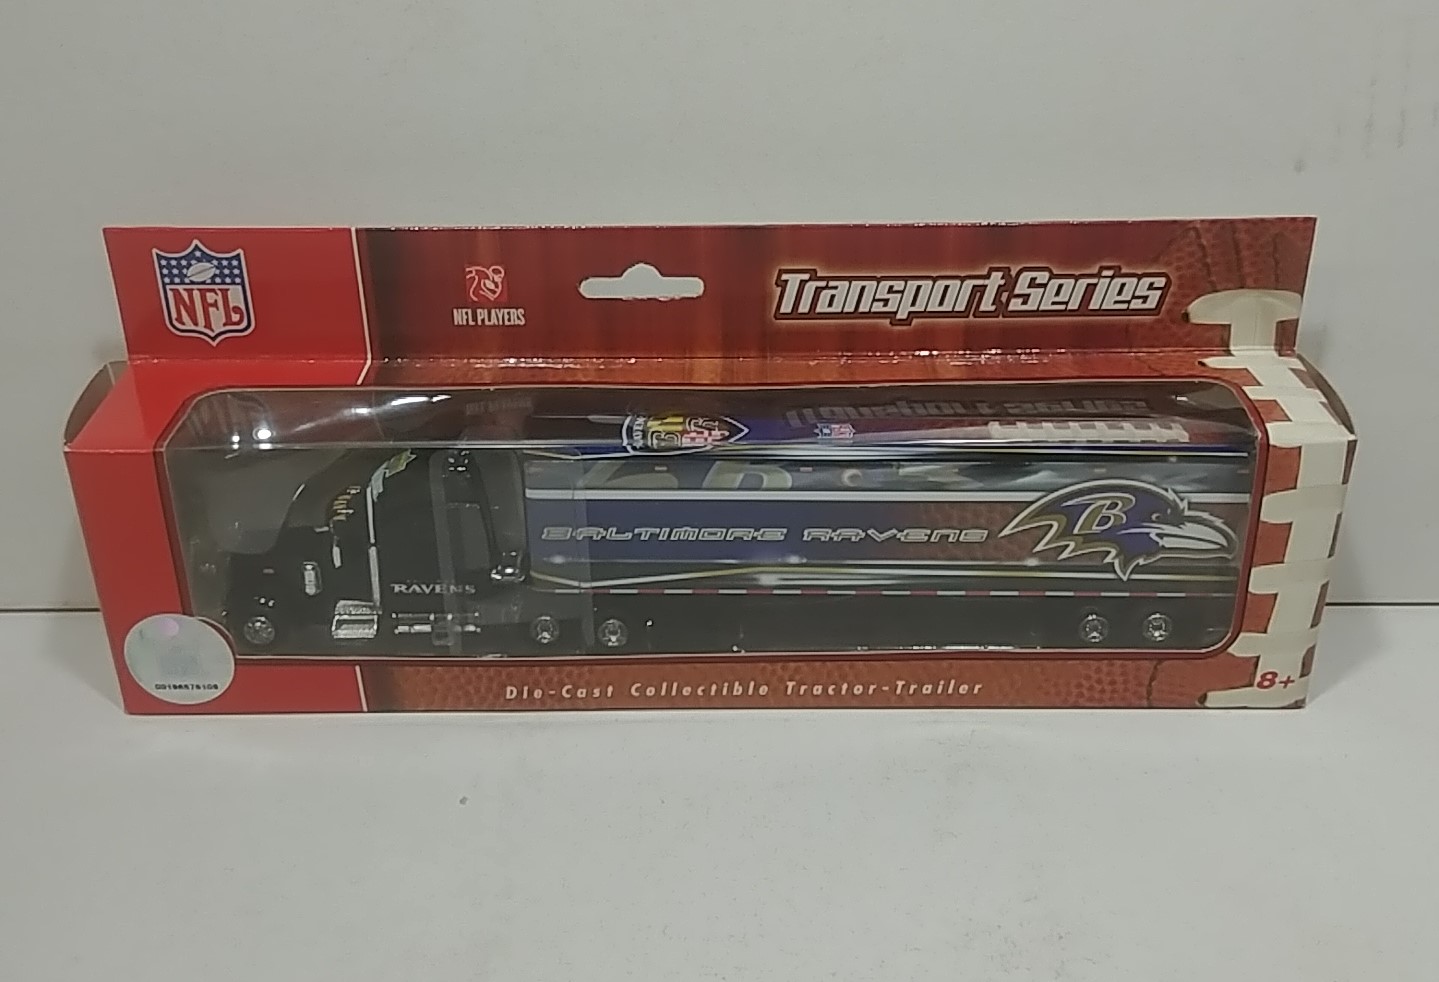 NFL
NFL PLAYERS
Transport Series
BALTIMORE RAVENS
B
RAVENS
Die-Cast Collectible Tractor-Trailer
8+